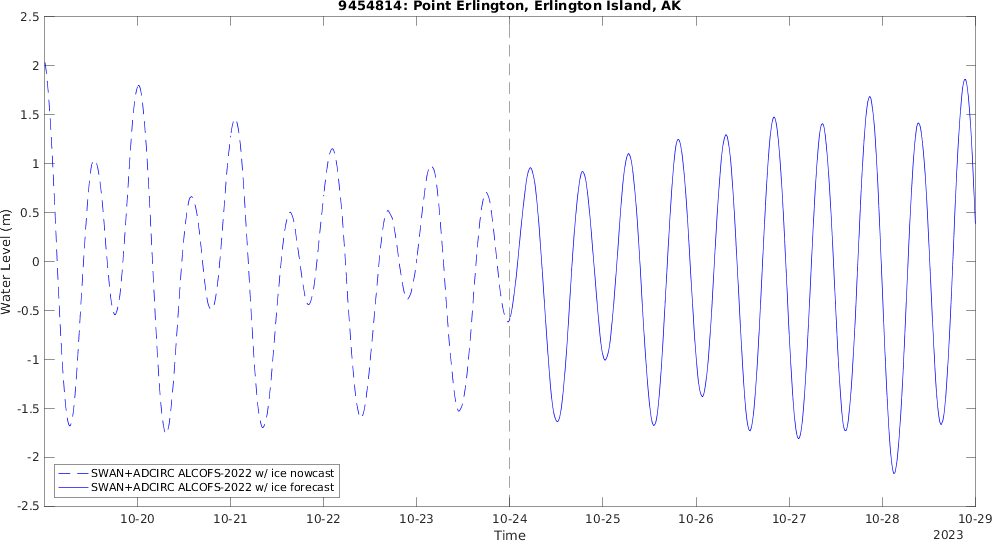 9454814: Point Erlington, Erlington Island, AK
2.5
2
1.5
1
0.5
0
-0.5
-1
-1.5
-2
-2.5
Water Level (m)
SWAN+ADCIRC ALCOFS-2022 w/ ice nowcast
SWAN+ADCIRC ALCOFS-2022 w/ ice forecast
10-20 10-21 10-22 10-23 10-24 10-25 10-26 10-27 10-28 10-29
Time
2023